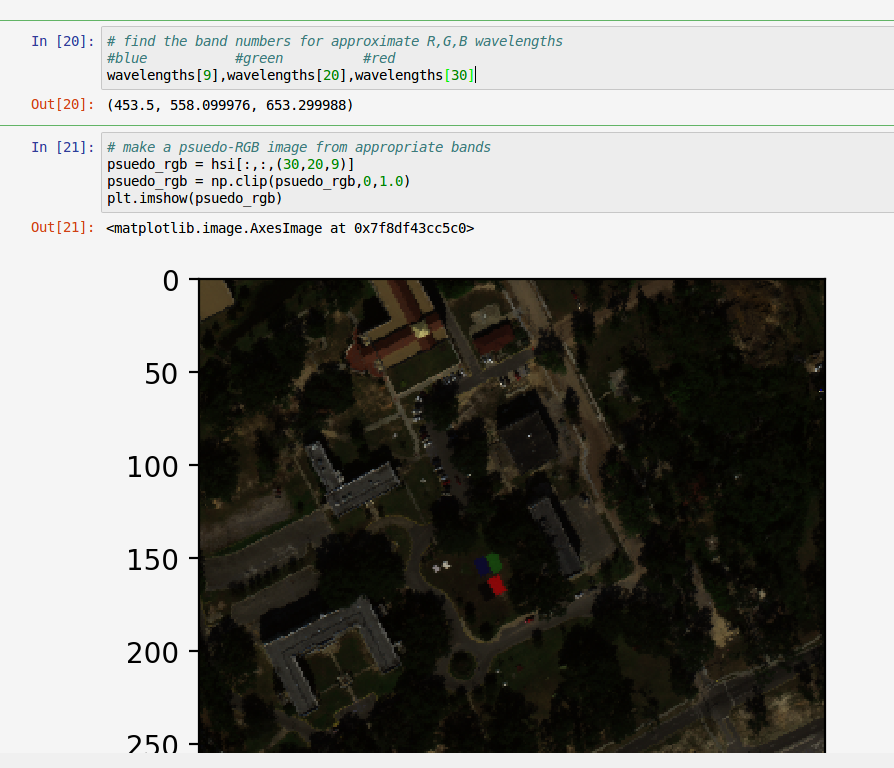 In [20]: # find the band numbers for approximate R,G,B wavelengths
#blue #green #red
wavelengths[9],wavelengths[20],wavelengths[30]
Out[20]: (453.5, 558.099976, 653.299988)
In [21]: # make a psuedo-RGB image from appropriate bands
psuedo_rgb = hsi[:,:,(30,20,9)]
psuedo_rgb = np.clip(psuedo_rgb,0,1.0)
plt.imshow(psuedo_rgb)
Out[21]: <matplotlib.image.AxesImage at 0x7f8df43cc5c0>
0
50
100
150
200
250